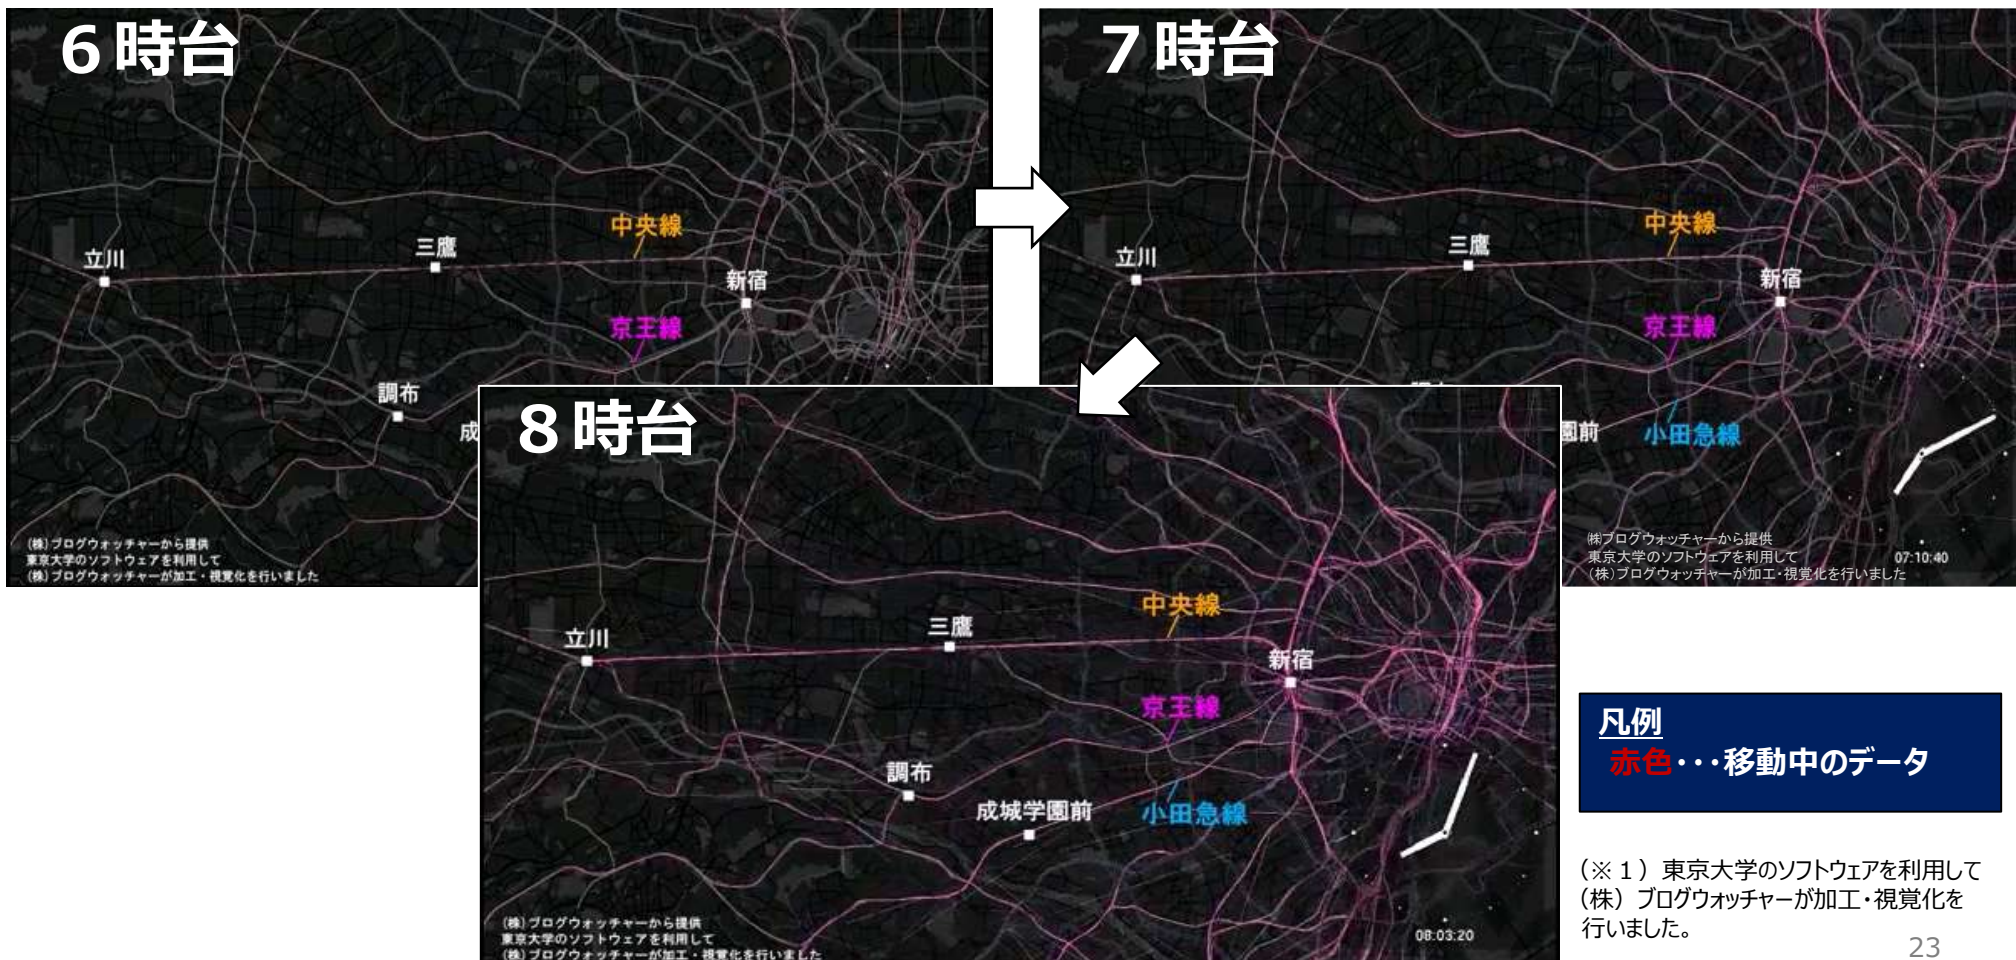 ６時台
中央線
三鷹
立川
新宿
京王線
調布
成
(株)ブログウォッチャーから提供
東京大学のソフトウェアを利用して
(株)ブログウォッチャーが加工・視覚化を行いました
７時台
中央線
三鷹
立川
新宿
京王線
園前
小田急線
(株)ブログウォッチャーから提供
東京大学のソフトウェアを利用して
（株）ブログウォッチャーが加工・視覚化を行いました
07:10:40
８時台
中央線
三鷹
立川
新宿
京王線
調布
成城学園前
小田急線
(株)ブログウォッチャーから提供
東京大学のソフトウェアを利用して
(株)ブログウォッチャーが加工・視覚化を行いました
08:03:20
凡例
赤色・・・移動中のデータ
（※１）東京大学のソフトウェアを利用して
（株）ブログウォッチャーが加工・視覚化を
行いました。
23